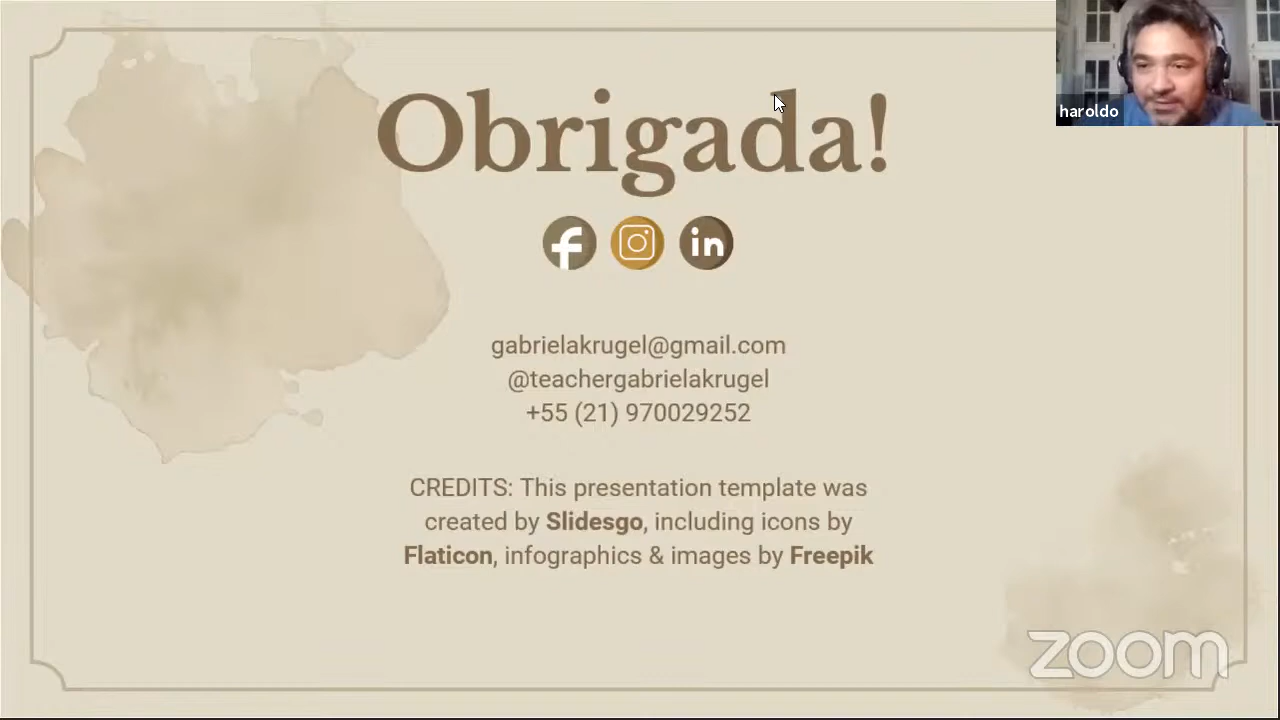 Obrigada!
haroldo
gabrielakrugel@gmail.com
@teachergabrielakrugel
+55 (21) 970029252
CREDITS: This presentation template was
created by Slidesgo, including icons by
Flaticon, infographics & images by Freepik
zoom